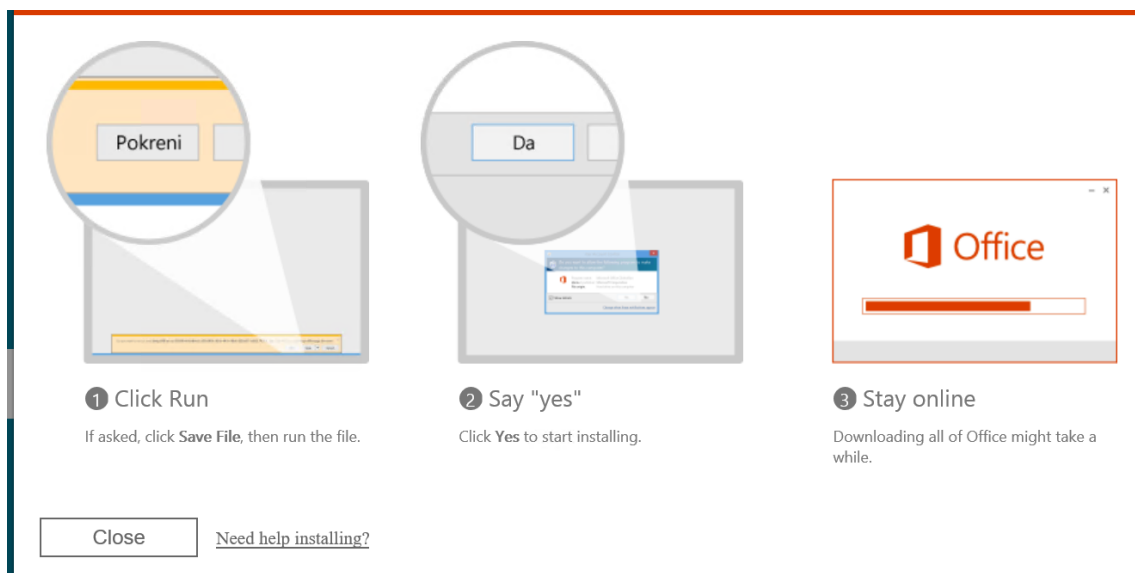 Pokreni
Da
Office
1 Click Run
If asked, click Save File, then run the file.
2 Say "yes"
Click Yes to start installing.
3 Stay online
Downloading all of Office might take a
while.
Close
Need help installing?